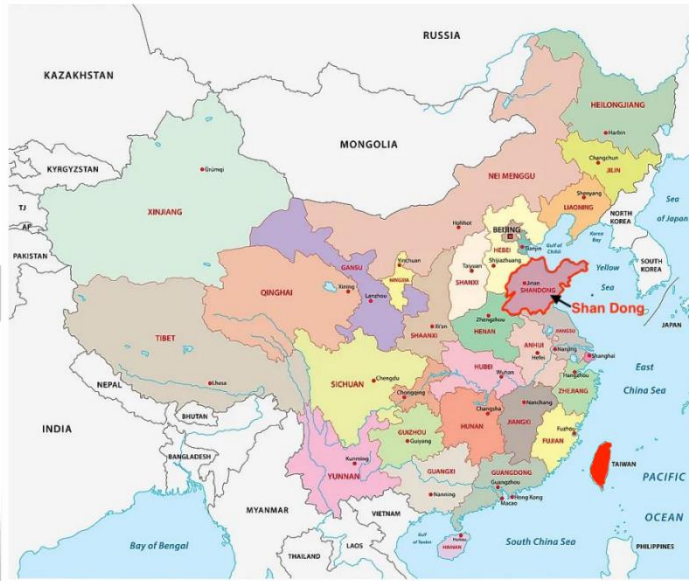 RUSSIA
KAZAKHSTAN
HEILONGJIANG
Harbin
MONGOLIA
Changchun
JILIN
NEI MENGGU
KYRGYZSTAN
Ürümqi
Shenyang
LIAONING
XINJIANG
NORTH
KOREA
Sea
of Japan
TJ
AF
Hohhot
BEIJING
Tianjin
Gulf of
Chihli
Korea
Bay
HEBEI
PAKISTAN
Yinchuan
Taiyuan
Shijiazhuang
SOUTH
KOREA
GANSU
NINGXIA
SHANXI
Yellow
Sea
QINGHAI
Xining
Jinan
SHANDONG
Lanzhou
Shan Dong
Zhengzhou
JAPAN
Xi'an
TIBET
SHAANXI
HENAN
JIANGSU
ANHUI
Nanjing
Hefei
Shanghai
HUBEI
East
China Sea
NEPAL
Lhasa
SICHUAN
Chengdu
Wuhan
Hangzhou
Chongqing
ZHEJIANG
BHUTAN
Nanchang
Changsha
INDIA
HUNAN
JIANGXI
GUIZHOU
Guiyang
Fuzhou
FUJIAN
BANGLADESH
Kunming
YUNNAN
GUANGXI
GUANGDONG
TAIWAN
Guangzhou
PACIFIC
OCEAN
Nanning
Hong Kong
Macao
MYANMAR
VIETNAM
Bay of Bengal
LAOS
South China Sea
HAINAN
THAILAND
PHILIPPINES